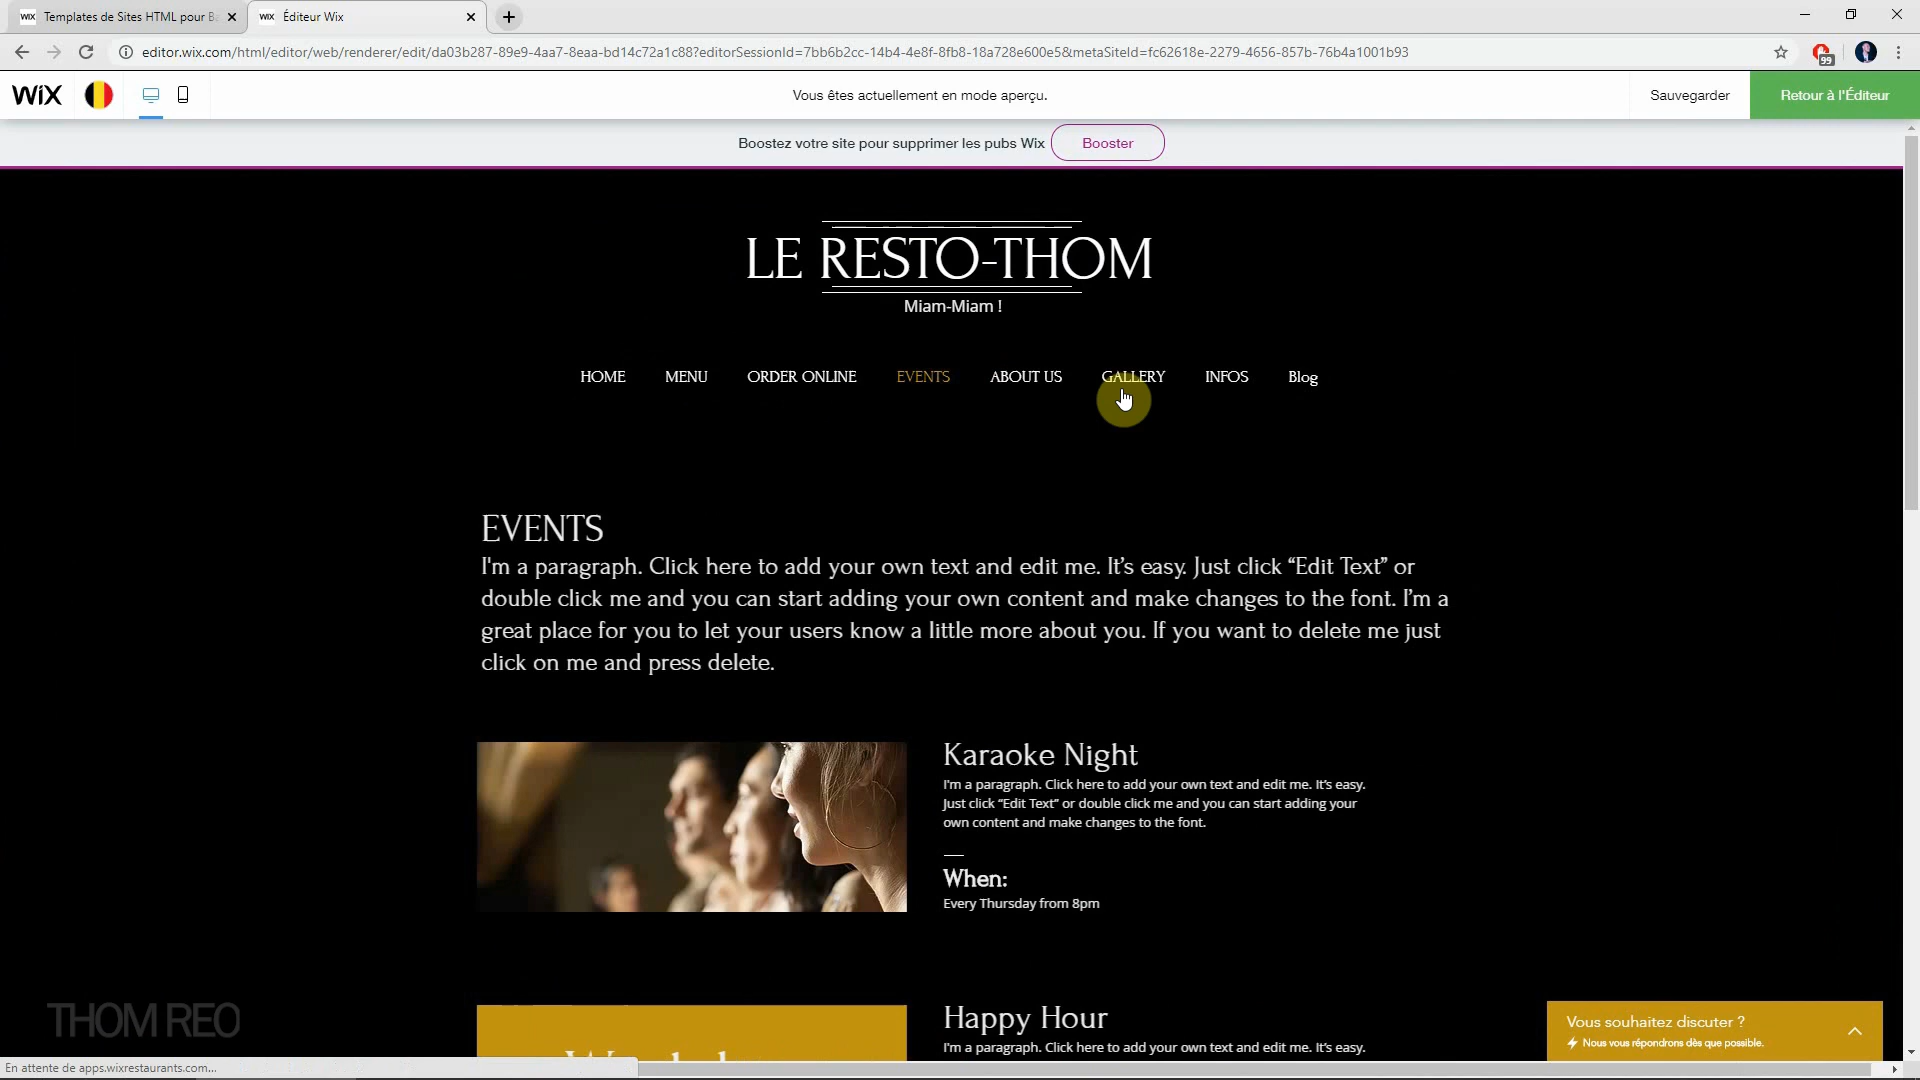 WIX Templates de Sites HTML pour Ba
WIX Éditeur Wix
editor.wix.com/html/editor/web/renderer/edit/da03b287-89e9-4aa7-8eaa-bd14c72a1c88?editorSessionId=7bb6b2cc-14b4-4e8f-8fb8-18a728e600e5&metaSiteId=fc62618e-2279-4656-857b-76b4a1001b93
99
WiX
Vous êtes actuellement en mode aperçu.
Sauvegarder
Retour à l'Éditeur
Boostez votre site pour supprimer les pubs Wix
Booster
LE RESTO-THOM
Miam-Miam !
HOME MENU ORDER ONLINE EVENTS ABOUT US GALLERY INFOS Blog
EVENTS
I'm a paragraph. Click here to add your own text and edit me. It’s easy. Just click “Edit Text” or
double click me and you can start adding your own content and make changes to the font. I’m a
great place for you to let your users know a little more about you. If you want to delete me just
click on me and press delete.
Karaoke Night
I'm a paragraph. Click here to add your own text and edit me. It's easy.
Just click “Edit Text” or double click me and you can start adding your
own content and make changes to the font.
When:
Every Thursday from 8pm
Happy Hour
I'm a paragraph. Click here to add your own text and edit me. It's easy.
THOM REO
Vous souhaitez discuter ?
Nous vous répondrons dès que possible.
En attente de apps.wixrestaurants.com...